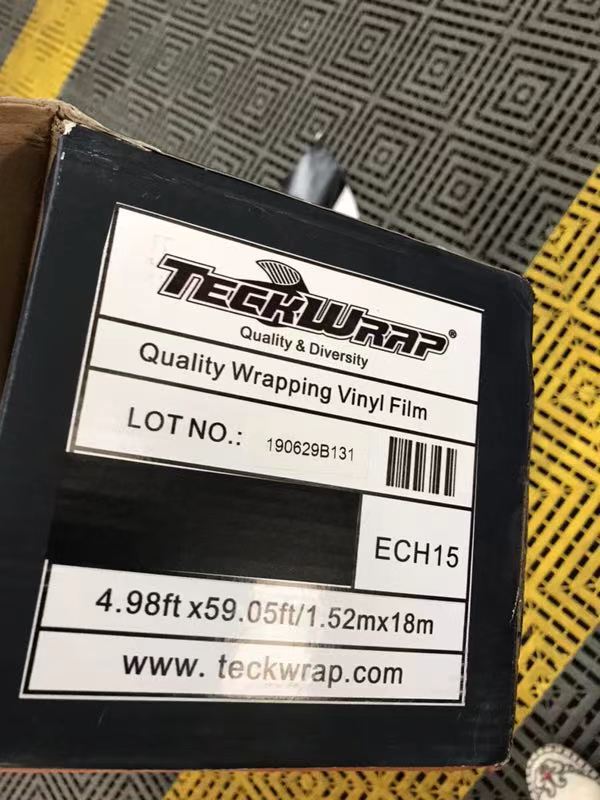 TECKWRAP®
Quality & Diversity
Quality Wrapping Vinyl Film
LOT NO.: 190629B131
ECH15
4.98ft x59.05ft/1.52mx18m
www. teckwrap.com